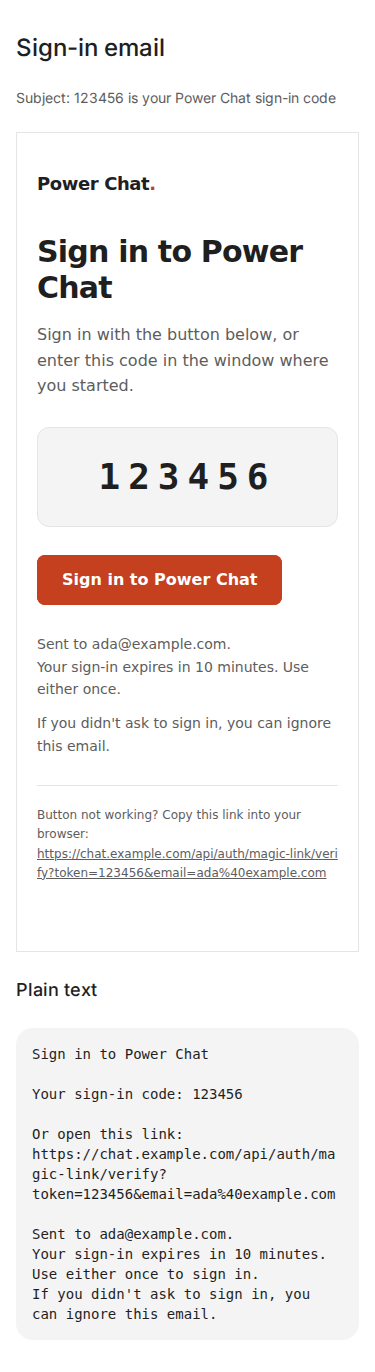 Sign-in email
Subject: 123456 is your Power Chat sign-in code
Power Chat.
Sign in to Power
Chat
Sign in with the button below, or
enter this code in the window where
you started.
123456
Sign in to Power Chat
Sent to ada@example.com.
Your sign-in expires in 10 minutes. Use
either once.
If you didn't ask to sign in, you can ignore
this email.
Button not working? Copy this link into your
browser:
https://chat.example.com/api/auth/magic-link/veri
fy?token=123456&email=ada%40example.com
Plain text
Sign in to Power Chat
Your sign-in code: 123456
Or open this link:
https://chat.example.com/api/auth/ma
gic-link/verify?
token=123456&email=ada%40example.com
Sent to ada@example.com.
Your sign-in expires in 10 minutes.
Use either once to sign in.
If you didn't ask to sign in, you
can ignore this email.